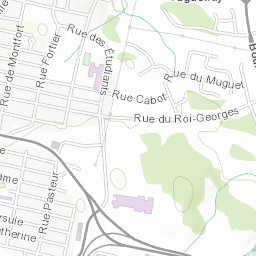 Rue de Montfort
Rue Fortier
Rue des Étudiants
Rue du Muguet
Rue Cabot
Rue du Roi-Georges
Rue Pasteur